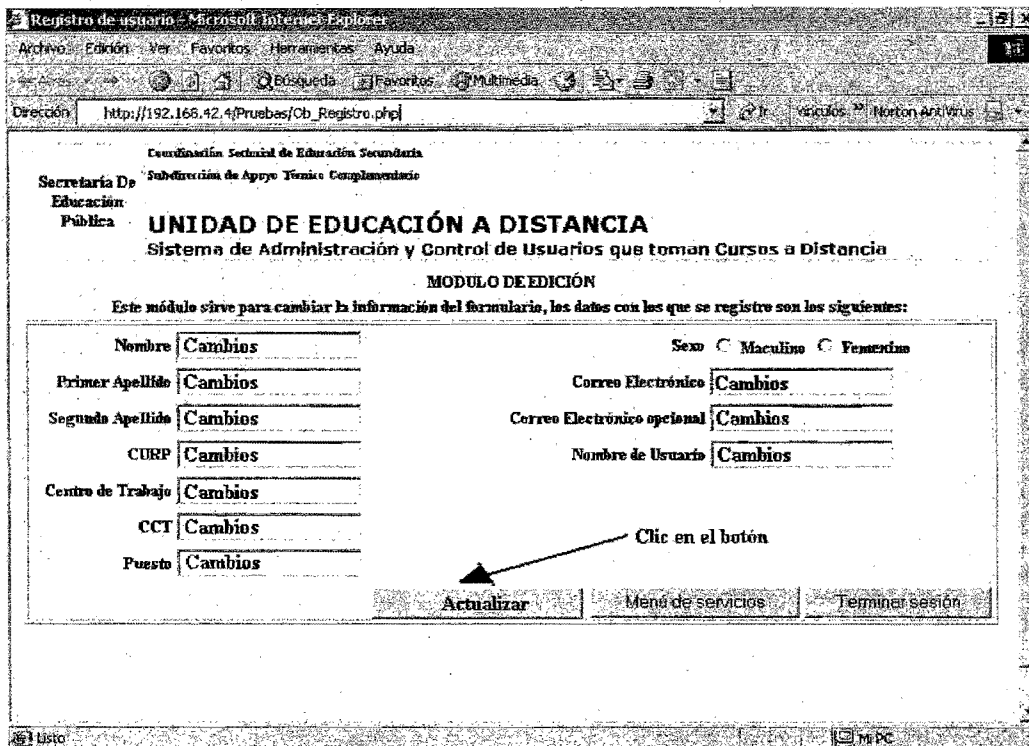 Registro de usuario - Microsoft Internet Explorer
Archivo Edición Ver Favoritos Herramientas Ayuda
Búsqueda Favoritos Multimedia
Dirección http://192.168.42.4/Pruebas/Ob_Registro.php Ir Vínculos » Norton AntiVirus
Coordinación Sectorial de Educación Secundaria
Subdirección de Apoyo Técnico Complementario
Secretaría De
Educación
Pública
UNIDAD DE EDUCACIÓN A DISTANCIA
Sistema de Administración y Control de Usuarios que toman Cursos a Distancia
MODULO DE EDICIÓN
Este módulo sirve para cambiar la información del formulario, los datos con los que se registro son los siguientes:
Nombre Cambios Sexo Maculino Femenino
Primer Apellido Cambios Correo Electrónico Cambios
Segundo Apellido Cambios Correo Electrónico opcional Cambios
CURP Cambios Nombre de Usuario Cambios
Centro de Trabajo Cambios
CCT Cambios
Clic en el botón
Puesto Cambios
Actualizar Menú de servicios Terminar sesión
Listo Mi PC